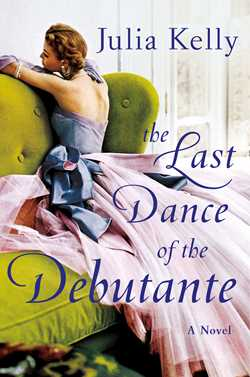 Julia Kelly
the
Last
Dance
of the
Debutante
A Novel